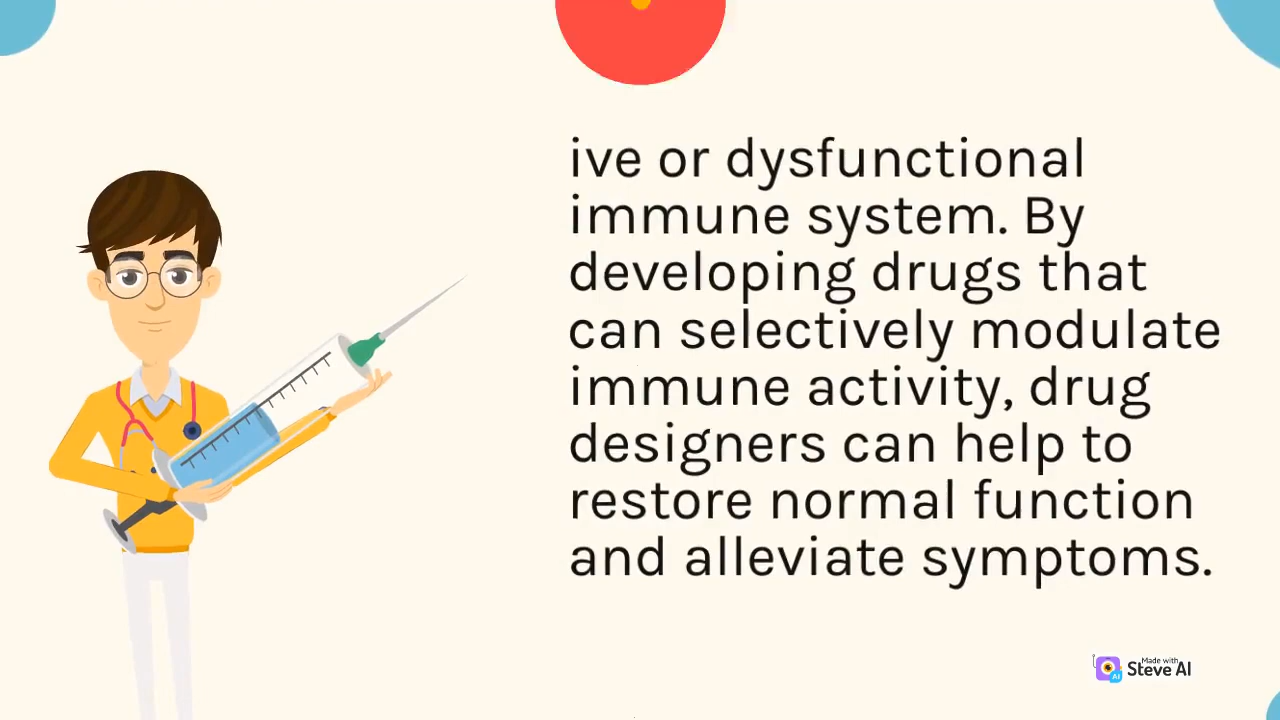 ive or dysfunctional
immune system. By
developing drugs that
can selectively modulate
immune activity, drug
designers can help to
restore normal function
and alleviate symptoms.
Made with
Steve AI
AI